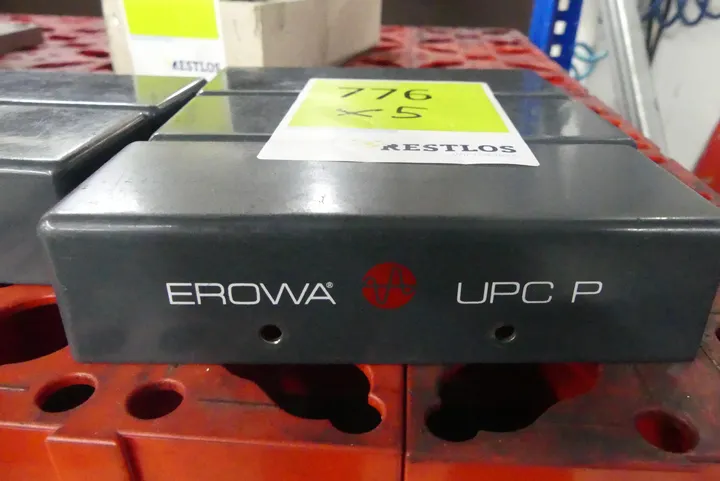 RESTLOS
776
x 5
RESTLOS
EROWA® UPC P